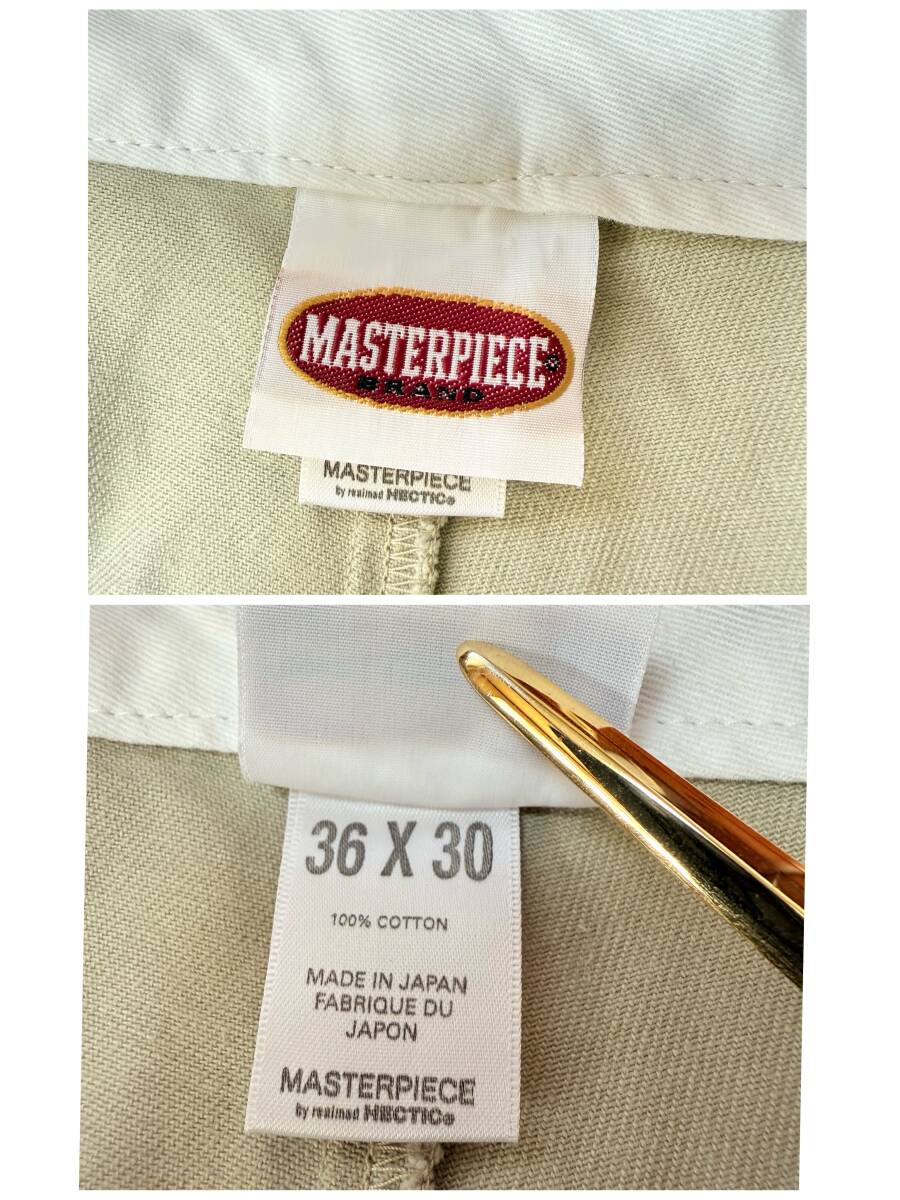 MASTERPIECE®
BRAND
MASTERPIECE
by realmad HECTIC®
36 X 30
100% COTTON
MADE IN JAPAN
FABRIQUE DU
JAPON
MASTERPIECE
by realmad HECTIC®